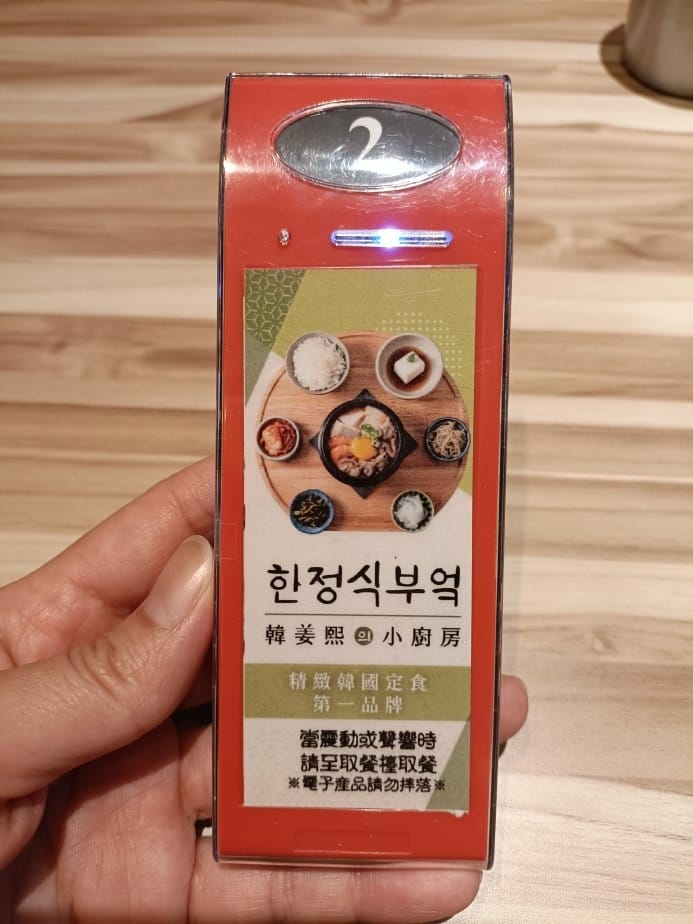 2
한정식부엌
韓姜熙의小廚房
精緻韓國定食
第一品牌
當震動或聲響時
請至取餐檯取餐
※電子產品請勿摔落※